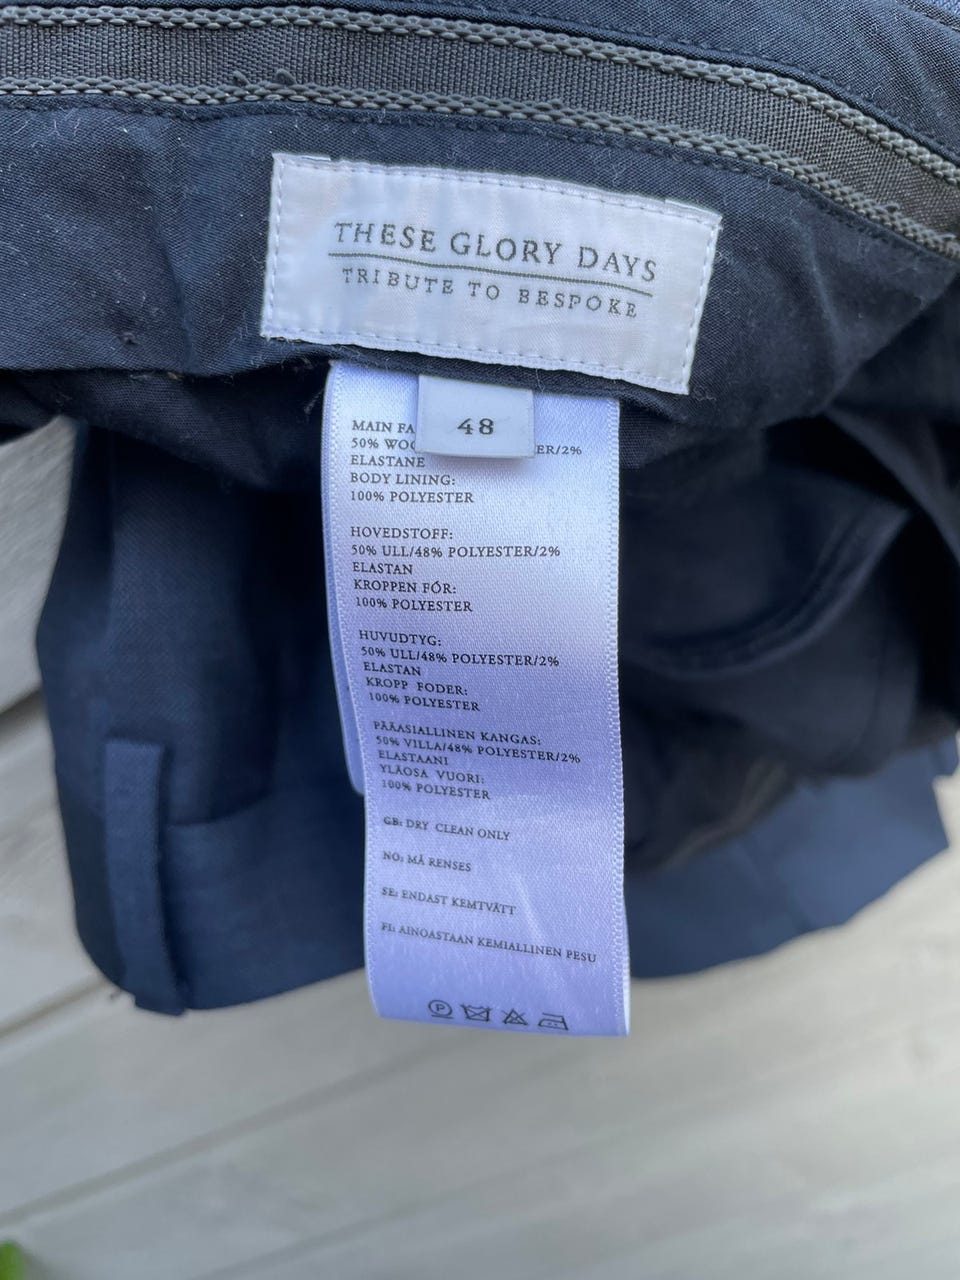 THESE GLORY DAYS
TRIBUTE TO BESPOKE
48
MAIN FA
50% WOO ER/2%
ELASTANE
BODY LINING:
100% POLYESTER
HOVEDSTOFF:
50% ULL/48% POLYESTER/2%
ELASTAN
KROPPEN FÓR:
100% POLYESTER
HUVUDTYG:
50% ULL/48% POLYESTER/2%
ELASTAN
KROPP FODER:
100% POLYESTER
PÄÄASIALLINEN KANGAS:
50% VILLA/48% POLYESTER/2%
ELASTAANI
YLÄOSA VUORI:
100% POLYESTER
GB: DRY CLEAN ONLY
NO: MÅ RENSES
SE: ENDAST KEMTVÄTT
FI: AINOASTAAN KEMIALLINEN PESU
P